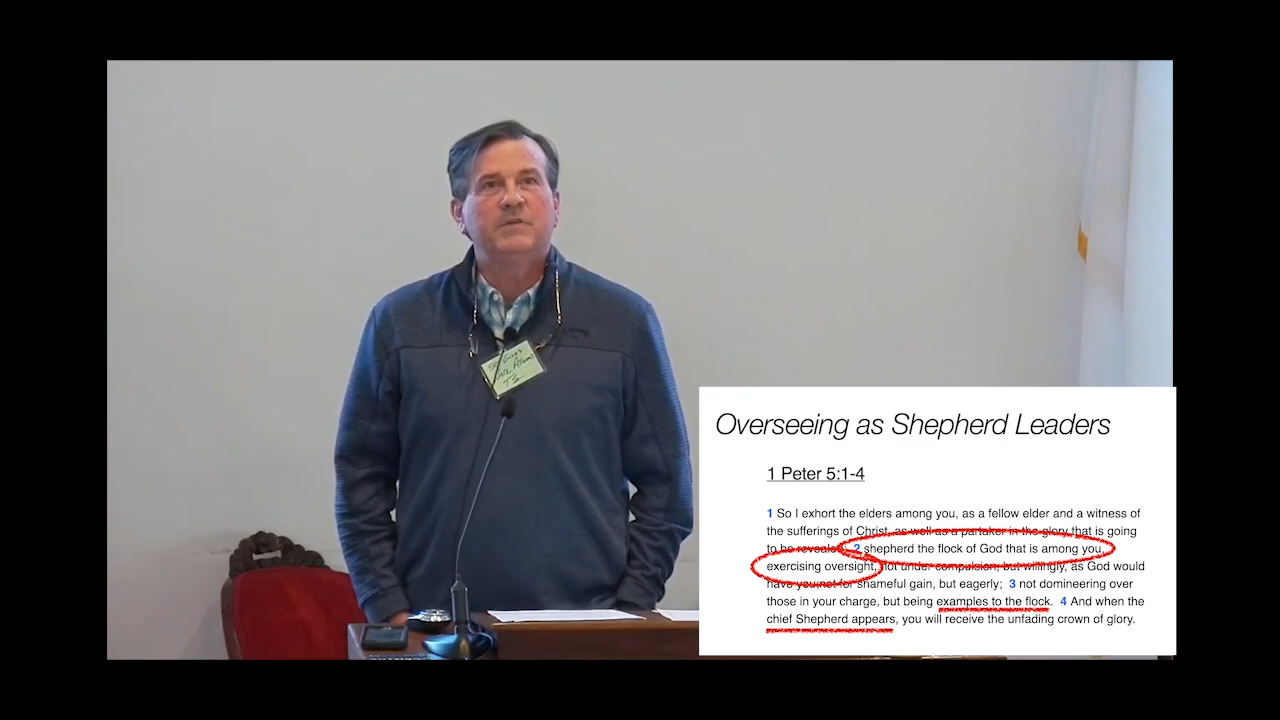 Overseeing as Shepherd Leaders
1 Peter 5:1-4
1 So I exhort the elders among you, as a fellow elder and a witness of
the sufferings of Christ, as well as a partaker in the glory that is going
to be revealed: 2 shepherd the flock of God that is among you,
exercising oversight, not under compulsion, but willingly, as God would
have you; not for shameful gain, but eagerly; 3 not domineering over
those in your charge, but being examples to the flock. 4 And when the
chief Shepherd appears, you will receive the unfading crown of glory.